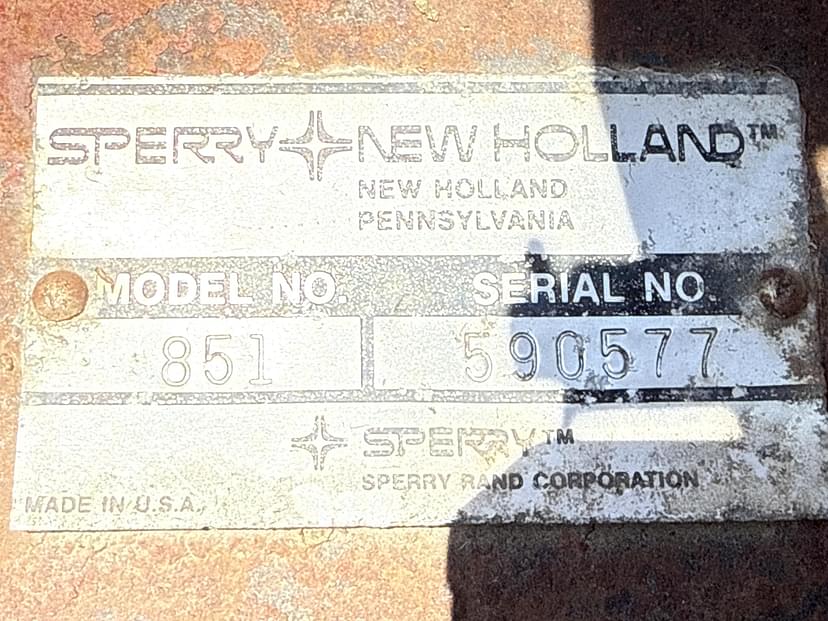 SPERRY NEW HOLLAND™
NEW HOLLAND
PENNSYLVANIA
MODEL NO. SERIAL NO.
851 590577
SPERRY™
SPERRY RAND CORPORATION
MADE IN U.S.A.